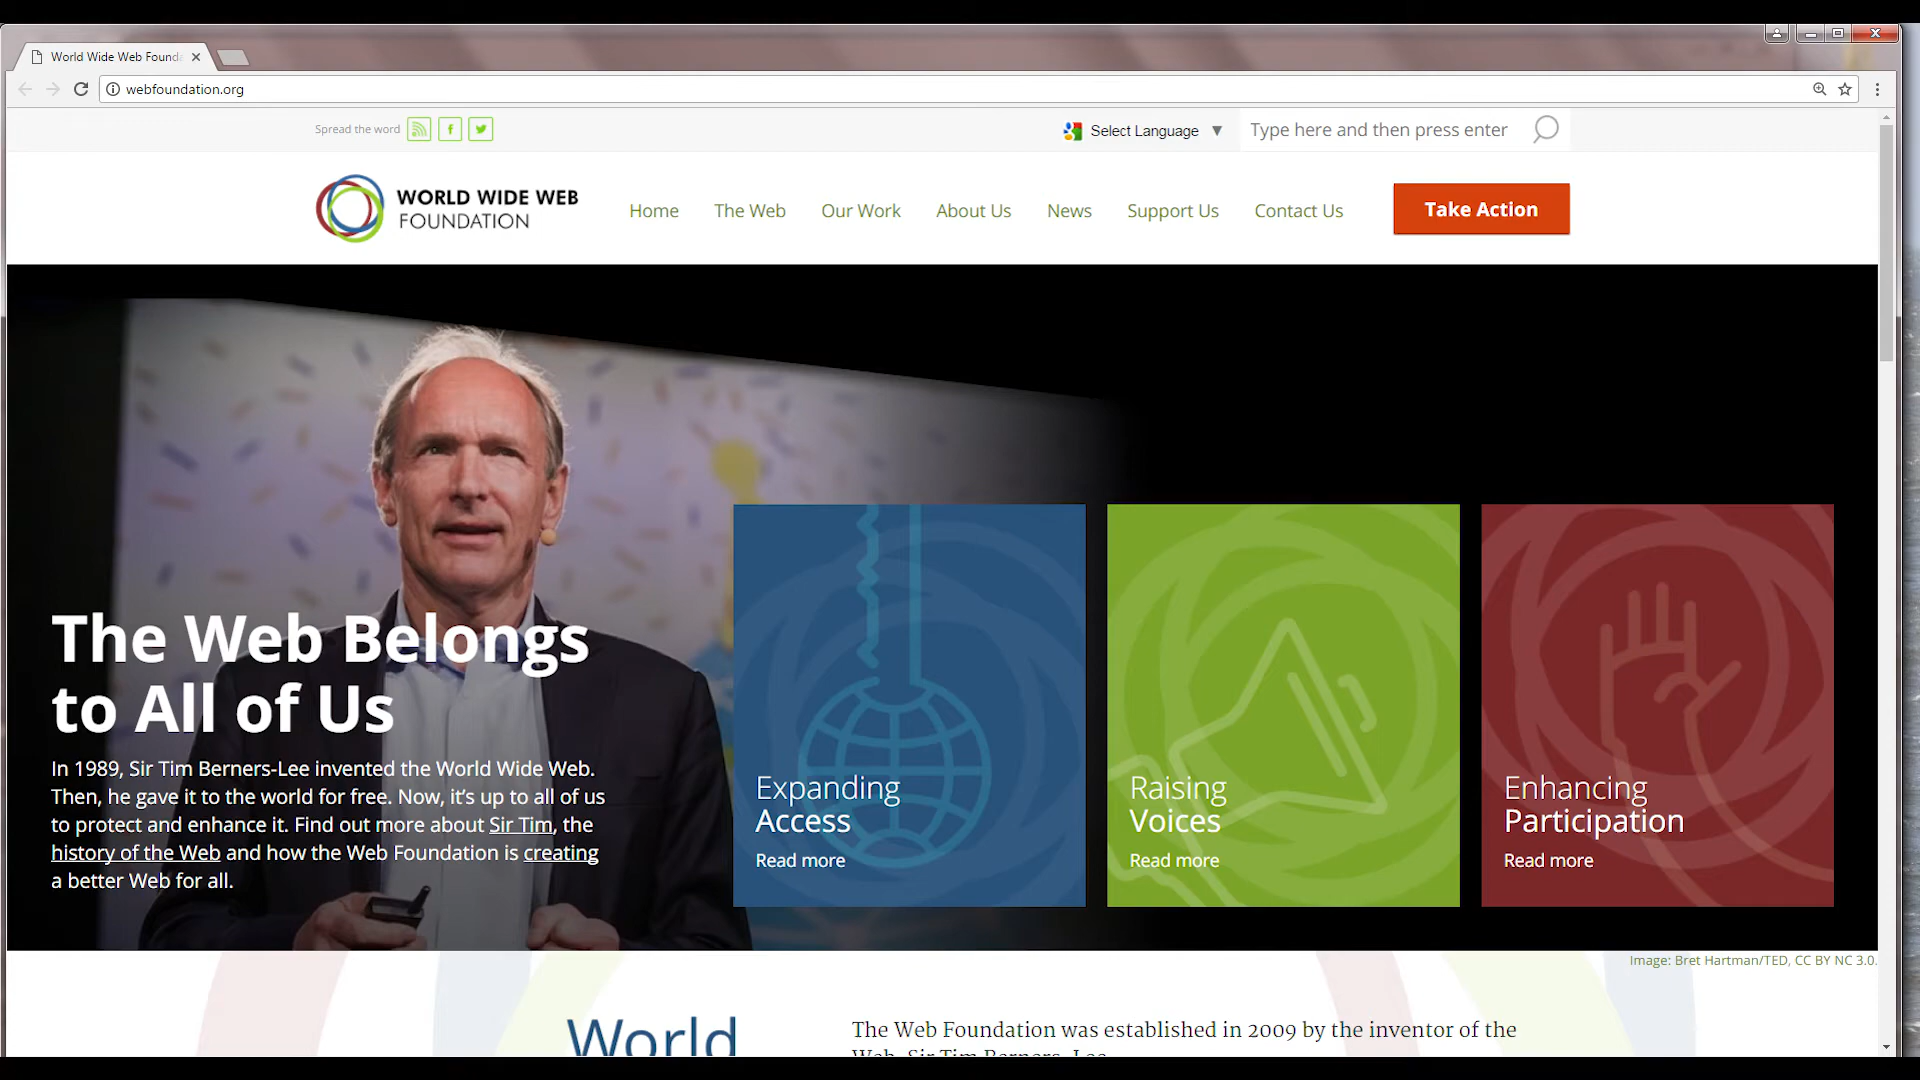 World Wide Web Found
webfoundation.org
Spread the word
Select Language ▼
Type here and then press enter
WORLD WIDE WEB
FOUNDATION
Home
The Web
Our Work
About Us
News
Support Us
Contact Us
Take Action
The Web Belongs
to All of Us
In 1989, Sir Tim Berners-Lee invented the World Wide Web.
Then, he gave it to the world for free. Now, it’s up to all of us
to protect and enhance it. Find out more about Sir Tim, the
history of the Web and how the Web Foundation is creating
a better Web for all.
Expanding
Access
Read more
Raising
Voices
Read more
Enhancing
Participation
Read more
Image: Bret Hartman/TED, CC BY NC 3.0.
World
The Web Foundation was established in 2009 by the inventor of the
Web, Sir Tim Berners-Lee